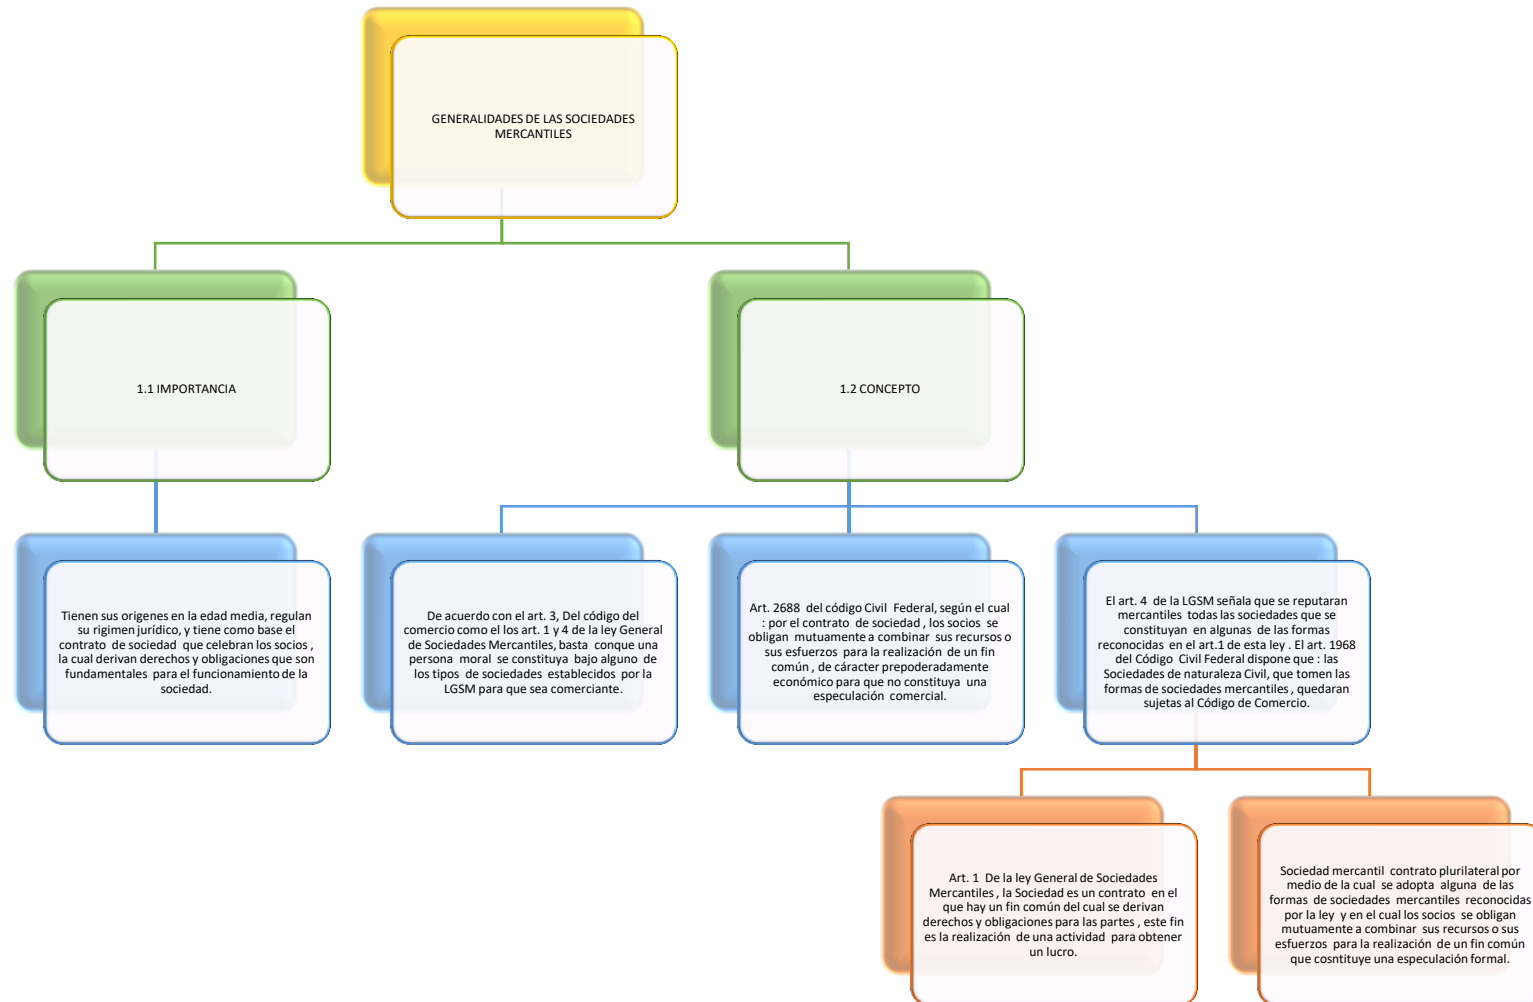 GENERALIDADES DE LAS SOCIEDADES
MERCANTILES
1.1 IMPORTANCIA
1.2 CONCEPTO
Tienen sus origenes en la edad media, regulan
su rigimen jurídico, y tiene como base el
contrato de sociedad que celebran los socios ,
la cual derivan derechos y obligaciones que son
fundamentales para el funcionamiento de la
sociedad.
De acuerdo con el art. 3, Del código del
comercio como el los art. 1 y 4 de la ley General
de Sociedades Mercantiles, basta conque una
persona moral se constituya bajo alguno de
los tipos de sociedades establecidos por la
LGSM para que sea comerciante.
Art. 2688 del código Civil Federal, según el cual
: por el contrato de sociedad , los socios se
obligan mutuamente a combinar sus recursos o
sus esfuerzos para la realización de un fin
común , de cáracter prepoderadamente
económico para que no constituya una
especulación comercial.
El art. 4 de la LGSM señala que se reputaran
mercantiles todas las sociedades que se
constituyan en algunas de las formas
reconocidas en el art.1 de esta ley . El art. 1968
del Código Civil Federal dispone que : las
Sociedades de naturaleza Civil, que tomen las
formas de sociedades mercantiles , quedaran
sujetas al Código de Comercio.
Art. 1 De la ley General de Sociedades
Mercantiles , la Sociedad es un contrato en el
que hay un fin común del cual se derivan
derechos y obligaciones para las partes , este fin
es la realización de una actividad para obtener
un lucro.
Sociedad mercantil contrato plurilateral por
medio de la cual se adopta alguna de las
formas de sociedades mercantiles reconocidas
por la ley y en el cual los socios se obligan
mutuamente a combinar sus recursos o sus
esfuerzos para la realización de un fin común
que cosntituye una especulación formal.